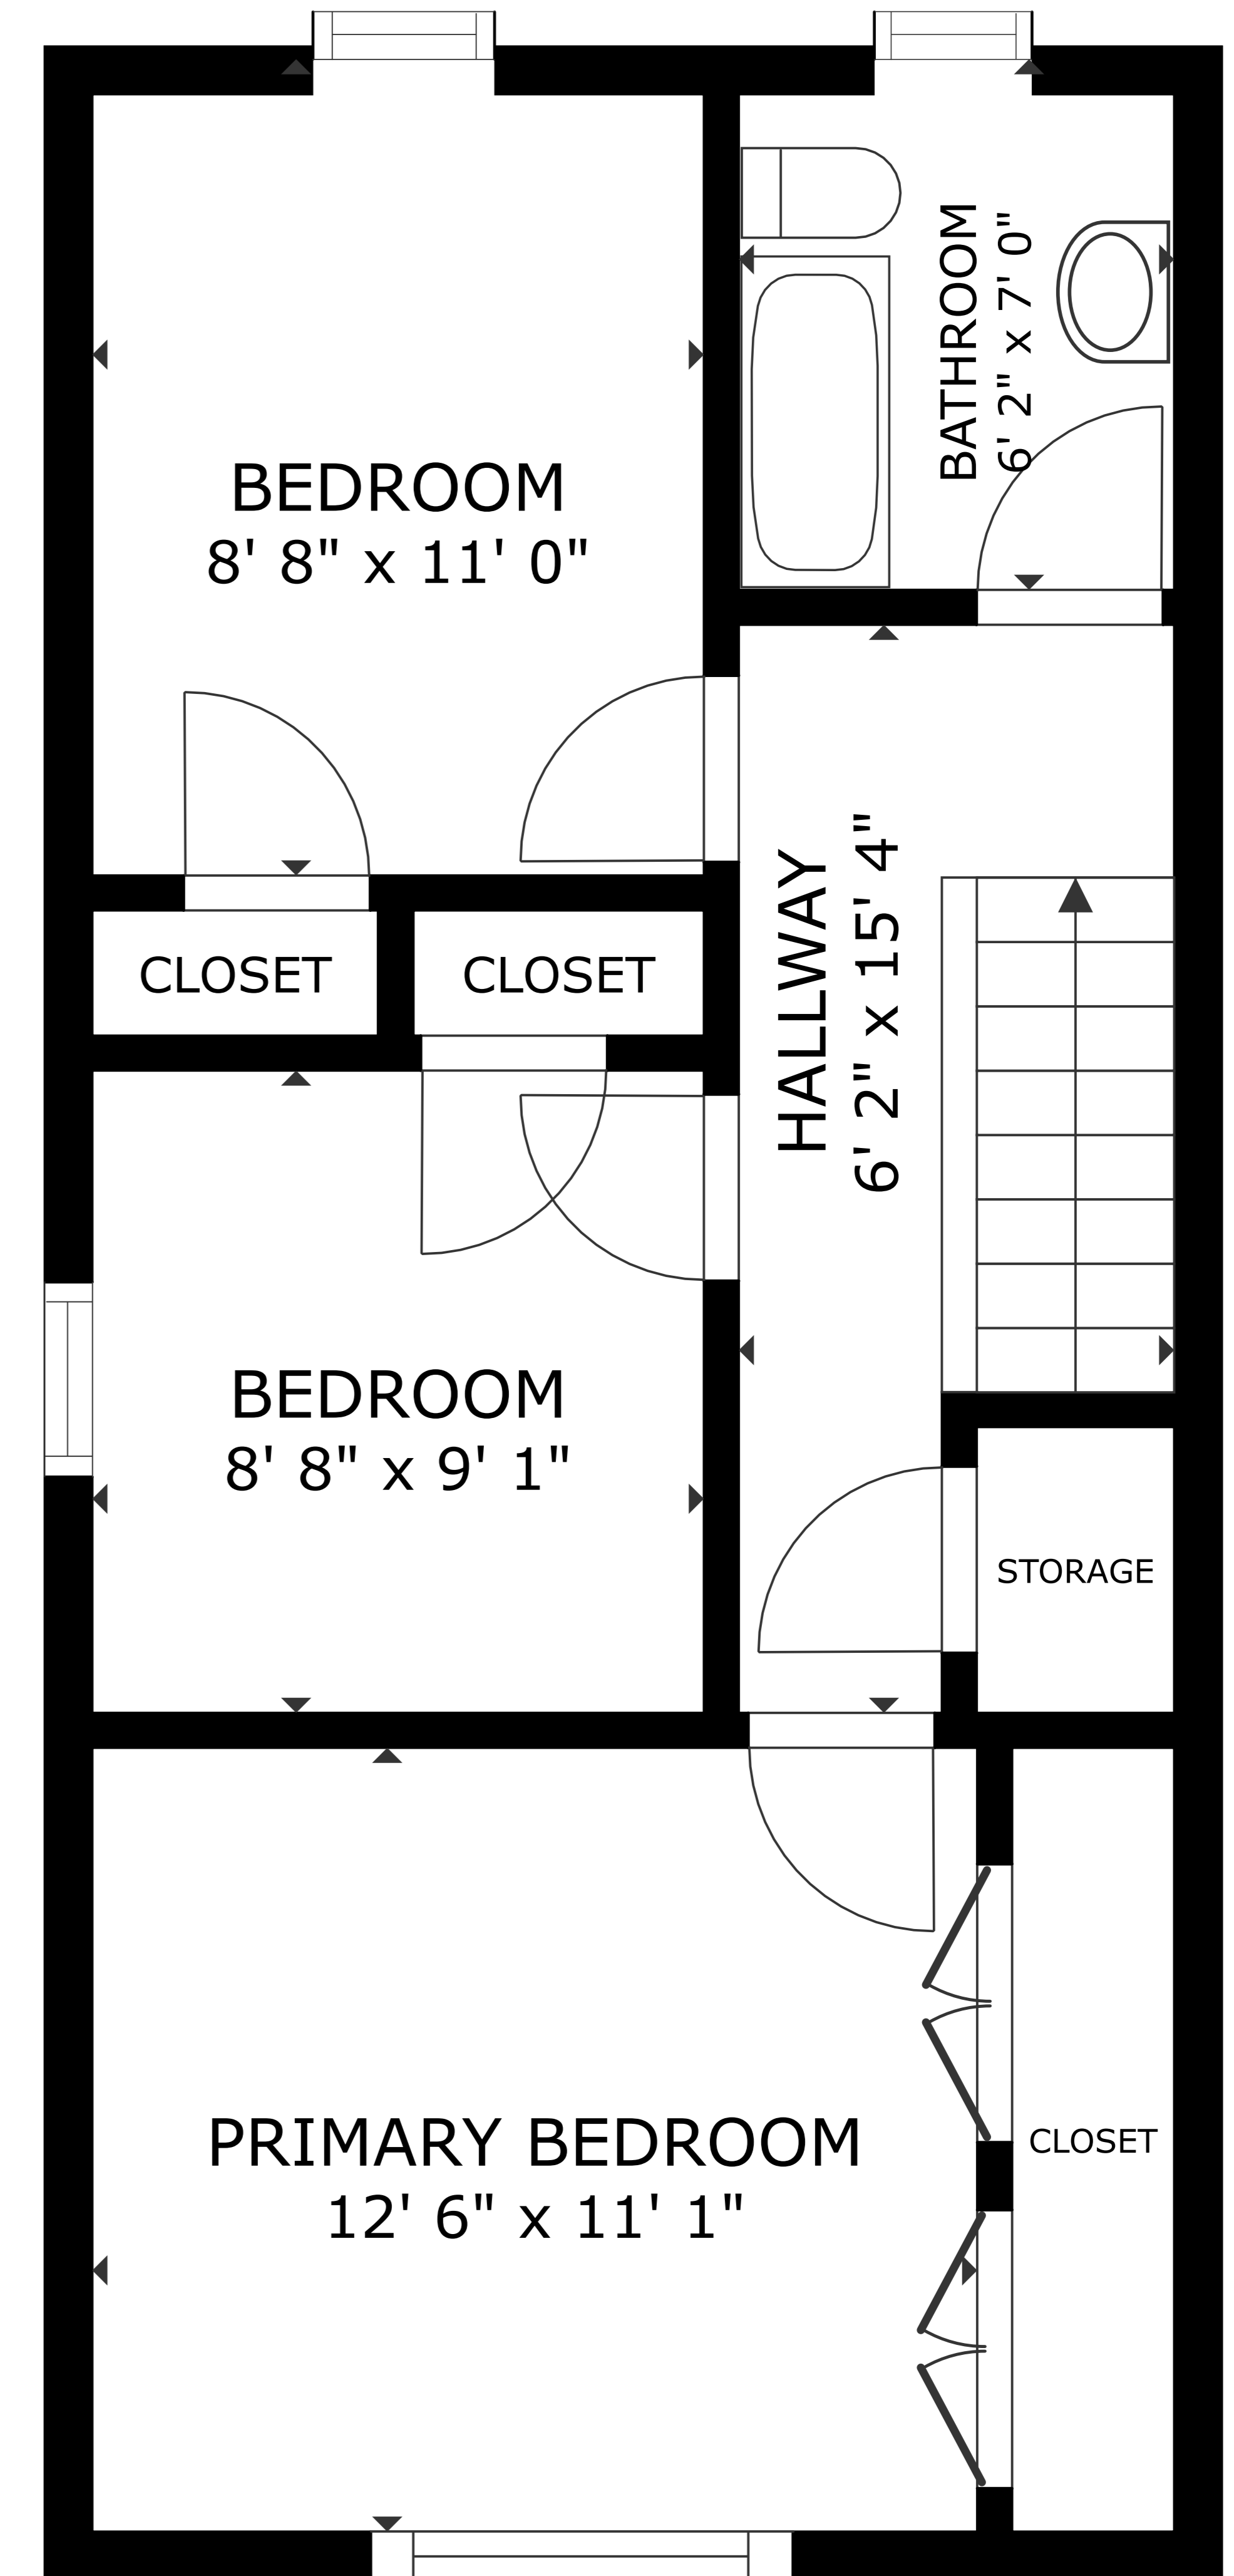 BEDROOM
8' 8" x 11' 0"
BATHROOM
6' 2" x 7' 0"
CLOSET
CLOSET
HALLWAY
6' 2" x 15' 4"
BEDROOM
8' 8" x 9' 1"
STORAGE
PRIMARY BEDROOM
12' 6" x 11' 1"
CLOSET